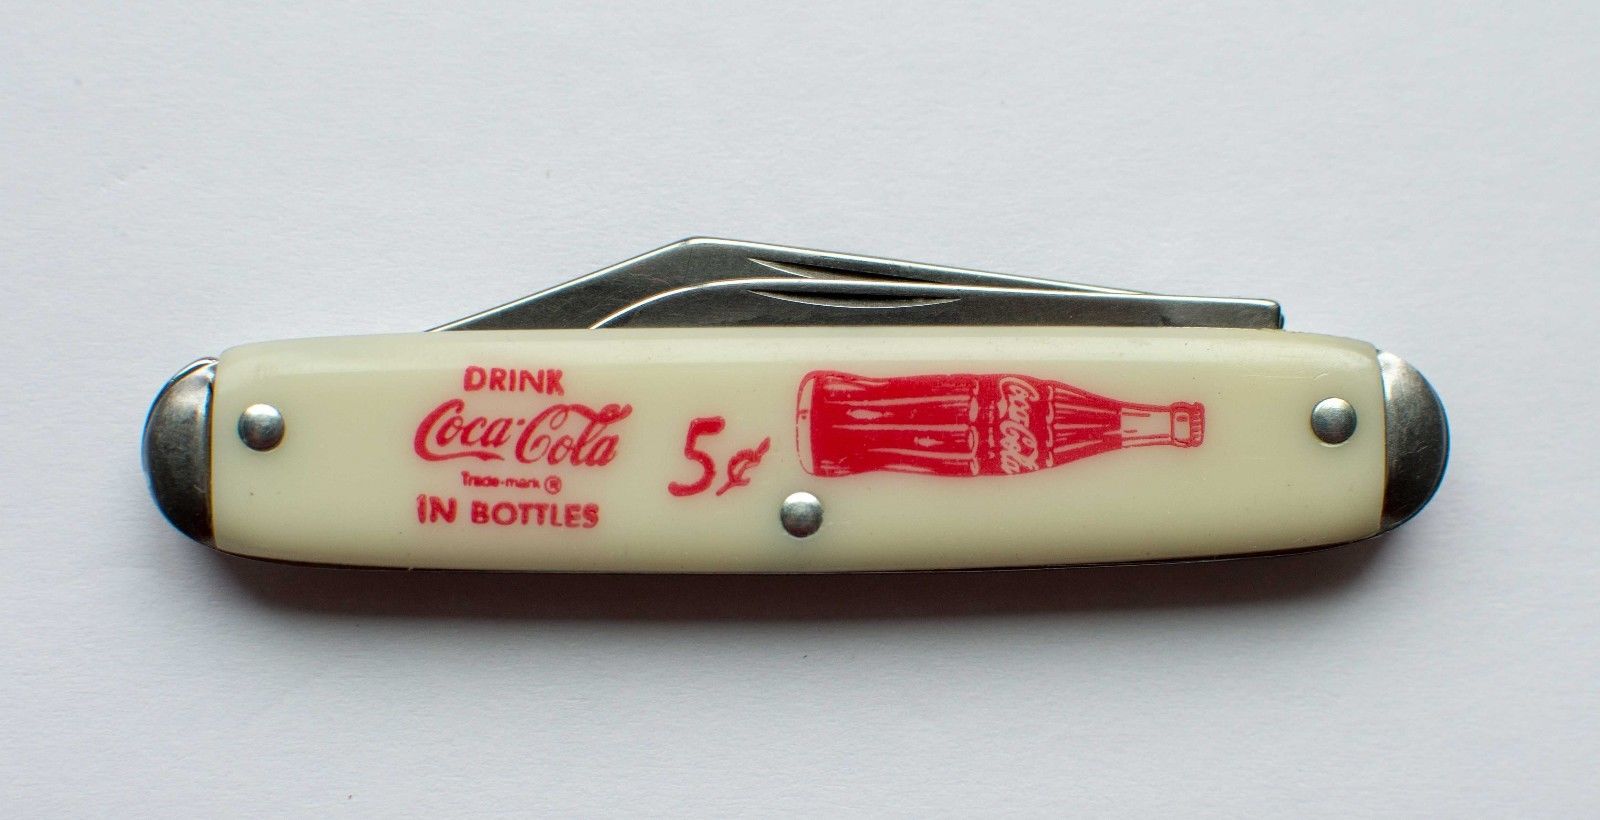 DRINK
Coca-Cola
Trade-mark ®
IN BOTTLES
5¢
Coca-Cola